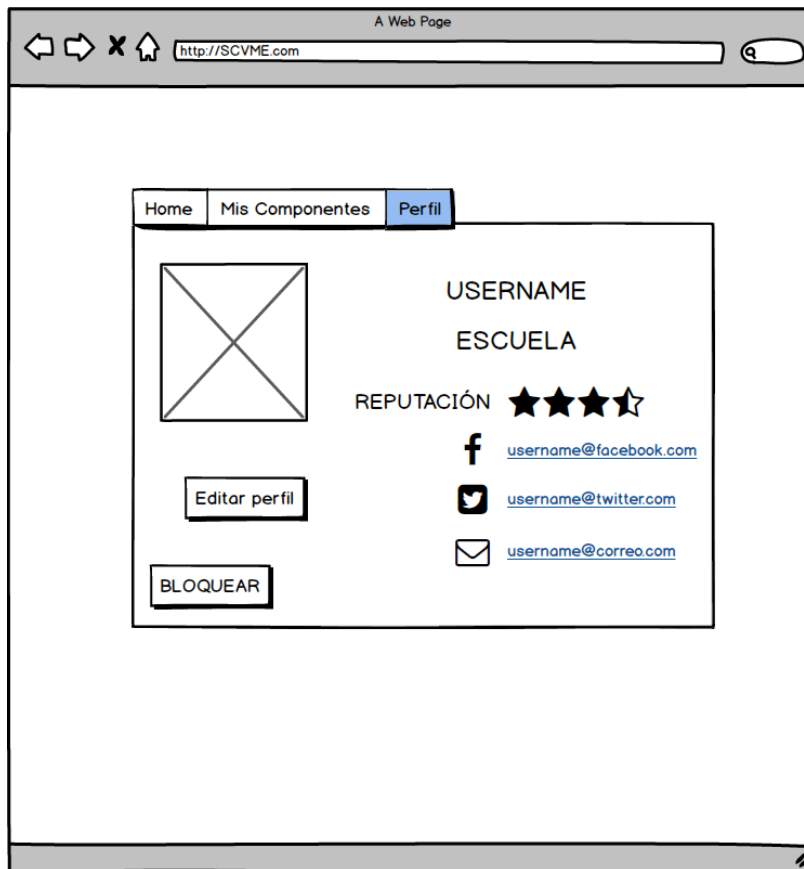 A Web Page
http://SCVME.com
Home Mis Componentes Perfil
USERNAME
ESCUELA
REPUTACIÓN
username@facebook.com
Editar perfil username@twitter.com
username@correo.com
BLOQUEAR